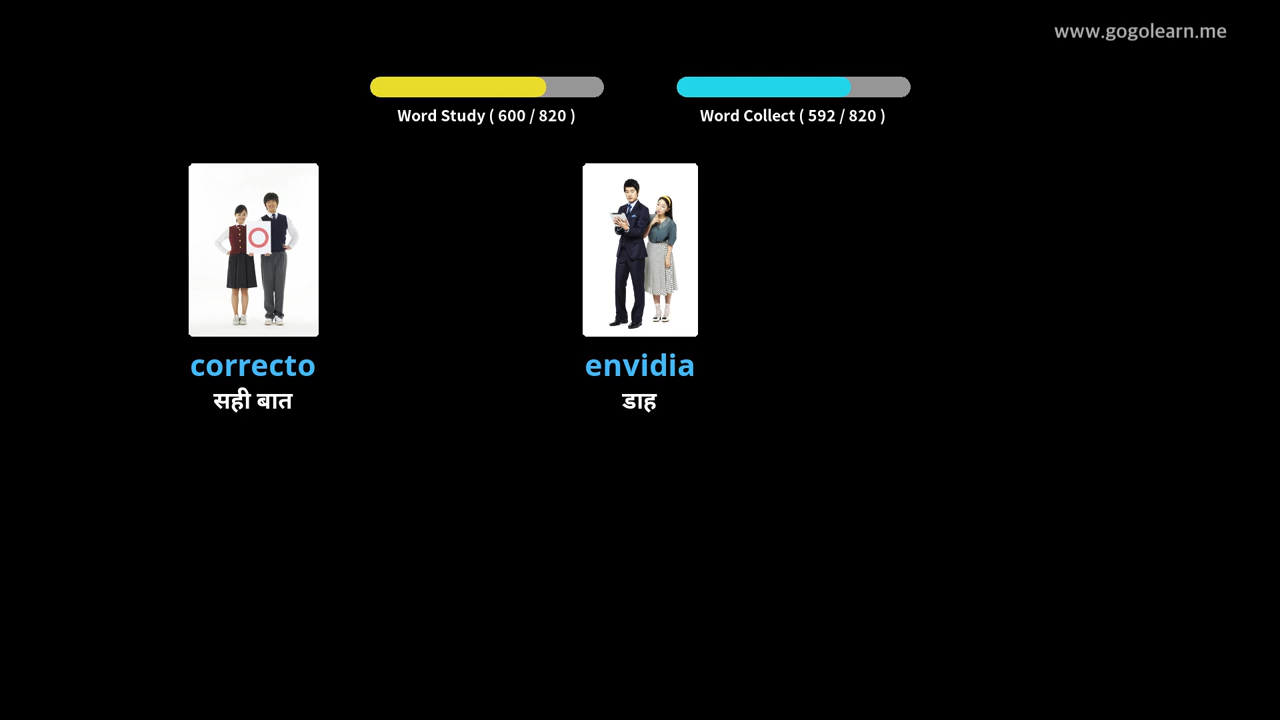 www.gogolearn.me
Word Study ( 600 / 820 )
Word Collect ( 592 / 820 )
correcto
सही बात
envidia
डाह